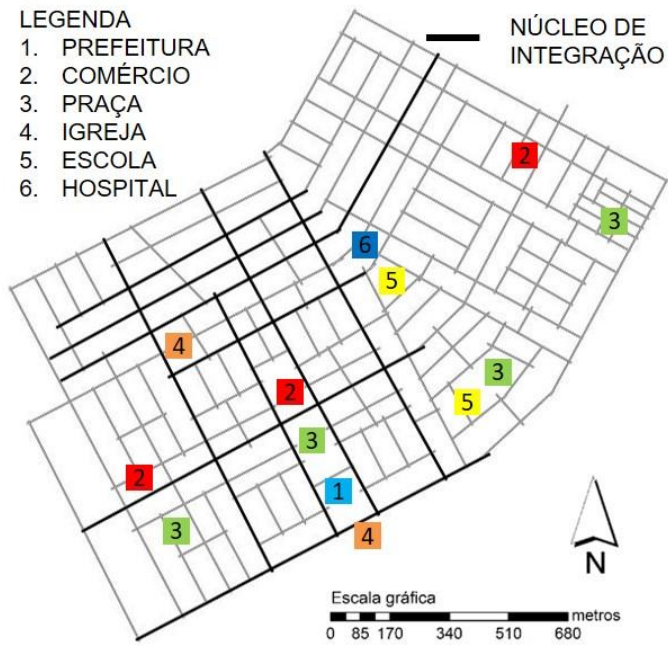 LEGENDA
1. PREFEITURA
2. COMÉRCIO
3. PRAÇA
4. IGREJA
5. ESCOLA
6. HOSPITAL
NÚCLEO DE
INTEGRAÇÃO
2
3
6
5
4
3
2
5
3
2
1
3
4
N
Escala gráfica
metros
0 85 170 340 510 680